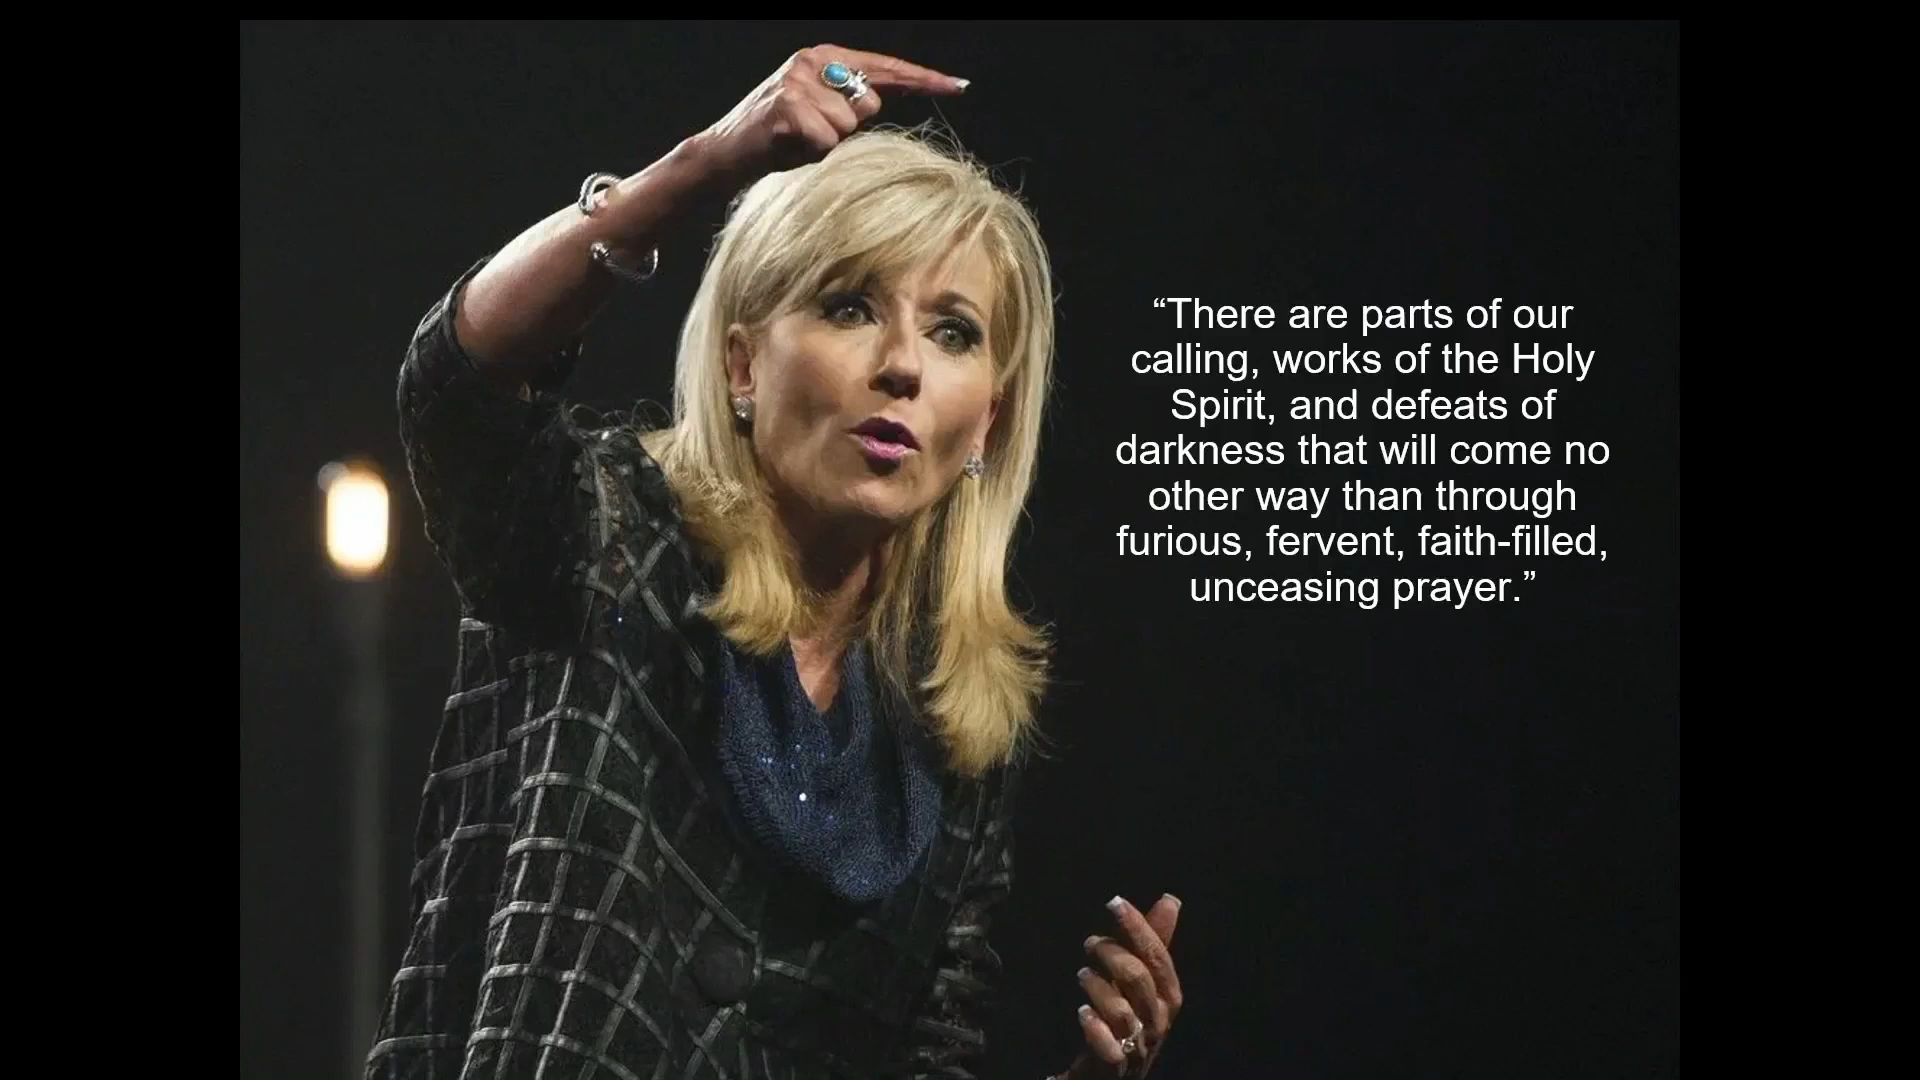 “There are parts of our
calling, works of the Holy
Spirit, and defeats of
darkness that will come no
other way than through
furious, fervent, faith-filled,
unceasing prayer.”